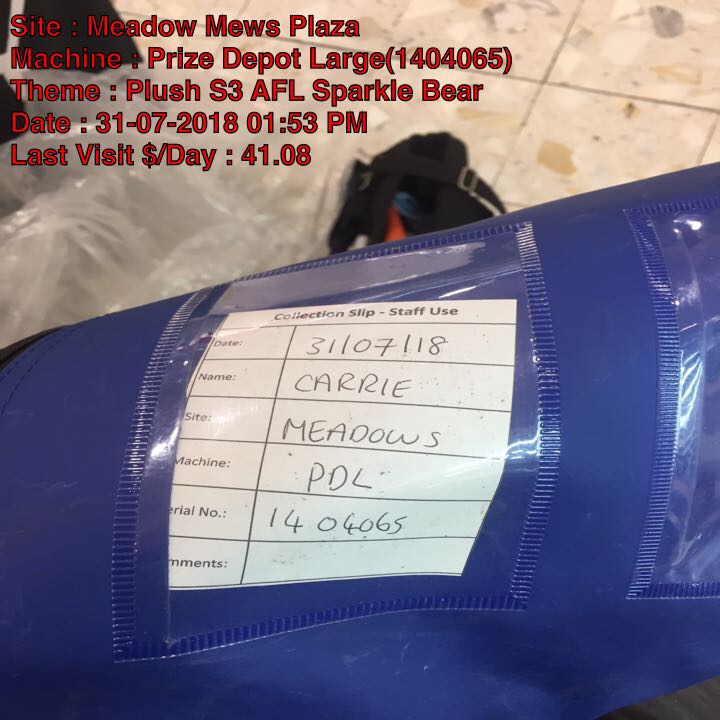 Site : Meadow Mews Plaza
Machine : Prize Depot Large(1404065)
Theme : Plush S3 AFL Sparkle Bear
Date : 31-07-2018 01:53 PM
Last Visit $/Day : 41.08
Collection Slip - Staff Use
Date: 31/07/18
Name: CARRIE
Site: MEADOWS
Machine: PDL
erial No.: 1404065
mments: